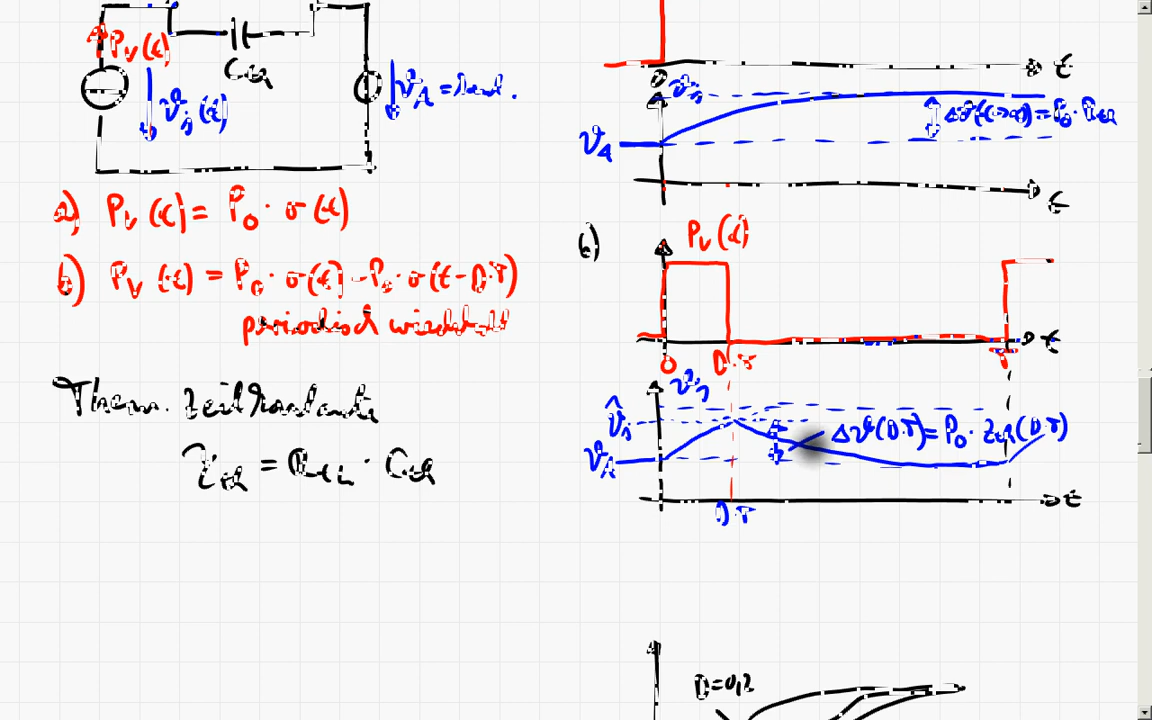 P_V(t)
C_th
ϑ_j(t)
ϑ_A = konst.
a) P_V(t) = P_0 · σ(t)
b) P_V(t) = P_0 · σ(t) - P_0 · σ(t - D·T)
periodisch wiederholt
Therm. Zeitkonstante
τ_th = R_th · C_th
t
0
ϑ_j
Δϑ(t→∞) = P_0 · R_th
ϑ_A
t
b)
P_V(t)
0
D·T
T
t
ϑ_j
ϑ̂_j
Δϑ(D·T) = P_0 · Z_th(D·T)
ϑ_A
D·T
t
D=0,2